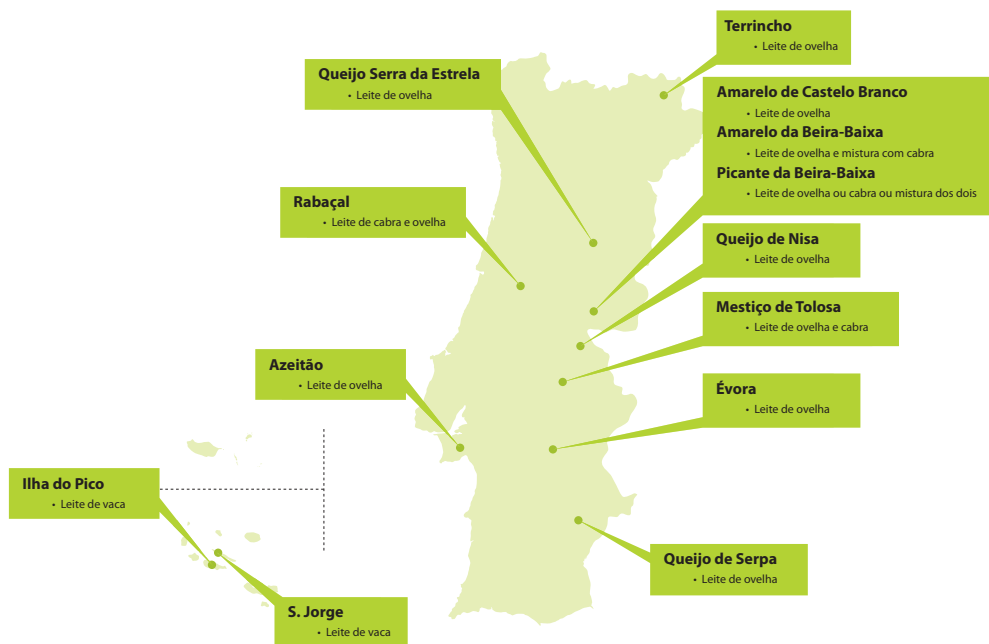 Terrincho
• Leite de ovelha
Queijo Serra da Estrela
• Leite de ovelha
Amarelo de Castelo Branco
• Leite de ovelha
Amarelo da Beira-Baixa
• Leite de ovelha e mistura com cabra
Picante da Beira-Baixa
• Leite de ovelha ou cabra ou mistura dos dois
Rabaçal
• Leite de cabra e ovelha
Queijo de Nisa
• Leite de ovelha
Mestiço de Tolosa
• Leite de ovelha e cabra
Azeitão
• Leite de ovelha
Évora
• Leite de ovelha
Ilha do Pico
• Leite de vaca
Queijo de Serpa
• Leite de ovelha
S. Jorge
• Leite de vaca